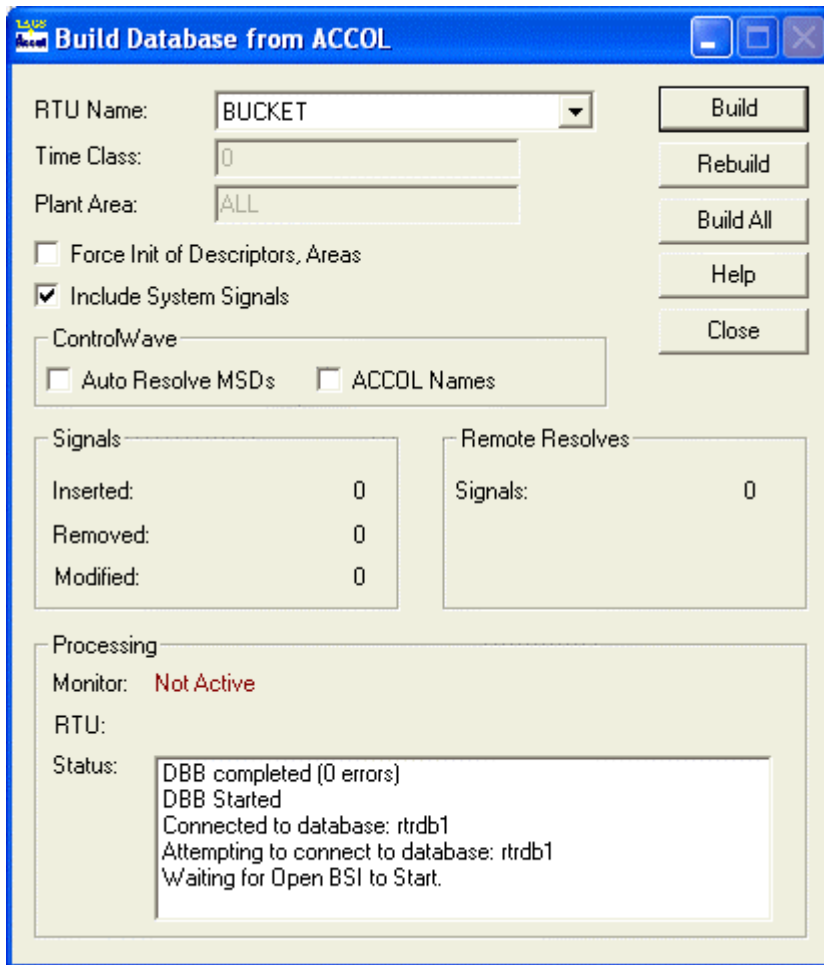 Build Database from ACCOL
RTU Name: BUCKET Build
Time Class: 0 Rebuild
Plant Area: ALL Build All
Force Init of Descriptors, Areas
Help
Include System Signals
Close
ControlWave
Auto Resolve MSDs ACCOL Names
Signals Remote Resolves
Inserted: 0 Signals: 0
Removed: 0
Modified: 0
Processing
Monitor: Not Active
RTU:
Status: DBB completed (0 errors)
DBB Started
Connected to database: rtrdb1
Attempting to connect to database: rtrdb1
Waiting for Open BSI to Start.